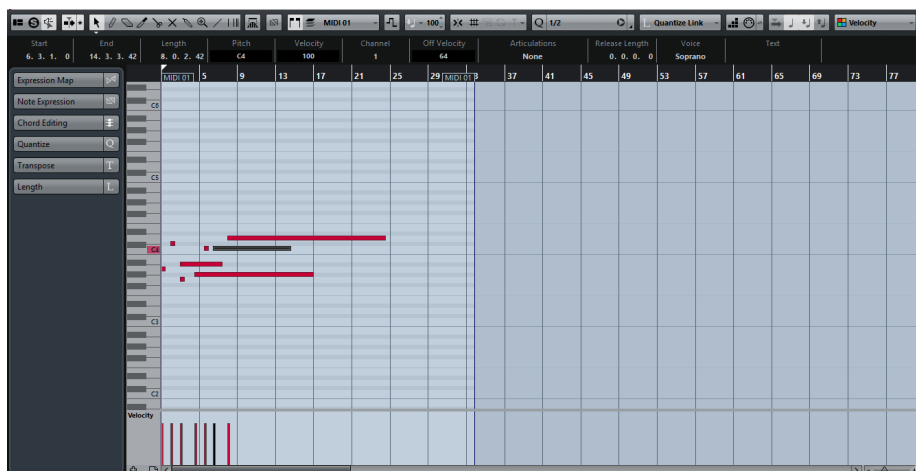 S MIDI 01 100 Q 1/2 L Quantize Link Velocity
Start End Length Pitch Velocity Channel Off Velocity Articulations Release Length Voice Text
6. 3. 1. 0 14. 3. 3. 42 8. 0. 2. 42 C4 100 1 64 None 0. 0. 0. 0 Soprano
MIDI 01 5 9 13 17 21 25 29 MIDI 01 3 37 41 45 49 53 57 61 65 69 73 77
Expression Map
Note Expression
Chord Editing
Quantize Q
Transpose T
Length L
C6
C5
C4
C3
C2
Velocity